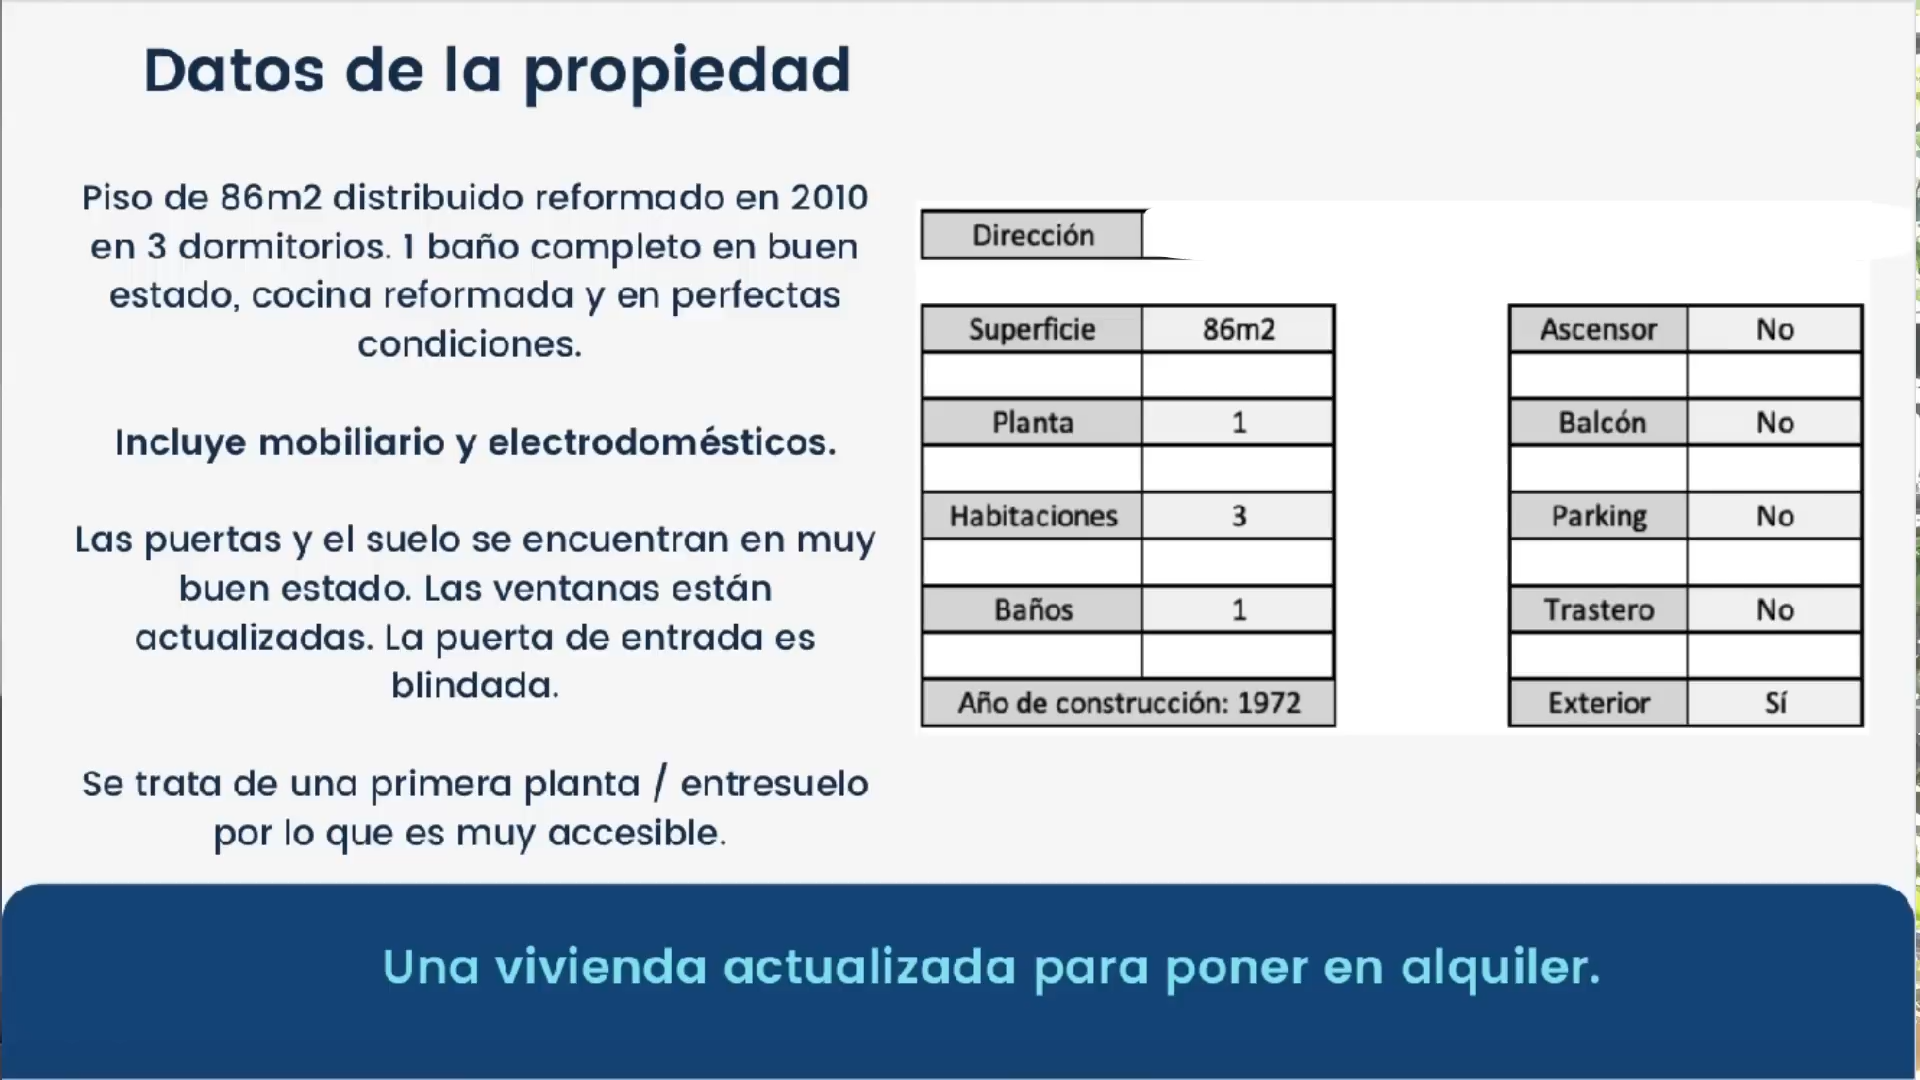 Datos de la propiedad
Piso de 86m2 distribuido reformado en 2010
en 3 dormitorios. 1 baño completo en buen
estado, cocina reformada y en perfectas
condiciones.
Incluye mobiliario y electrodomésticos.
Las puertas y el suelo se encuentran en muy
buen estado. Las ventanas están
actualizadas. La puerta de entrada es
blindada.
Se trata de una primera planta / entresuelo
por lo que es muy accesible.
Dirección
Superficie 86m2
Planta 1
Habitaciones 3
Baños 1
Año de construcción: 1972
Ascensor No
Balcón No
Parking No
Trastero No
Exterior Sí
Una vivienda actualizada para poner en alquiler.